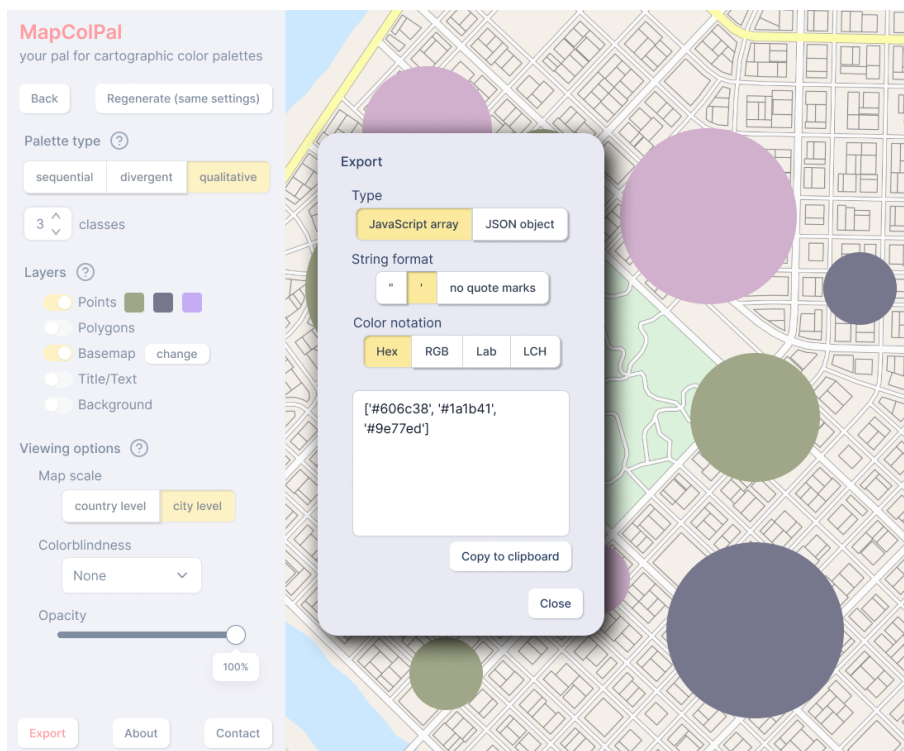 MapColPal
your pal for cartographic color palettes
Back
Regenerate (same settings)
Palette type ?
sequential
divergent
qualitative
3
classes
Layers ?
Points
Polygons
Basemap
change
Title/Text
Background
Viewing options ?
Map scale
country level
city level
Colorblindness
None
Opacity
100%
Export
About
Contact
Export
Type
JavaScript array
JSON object
String format
"
'
no quote marks
Color notation
Hex
RGB
Lab
LCH
['#606c38', '#1a1b41',
'#9e77ed']
Copy to clipboard
Close